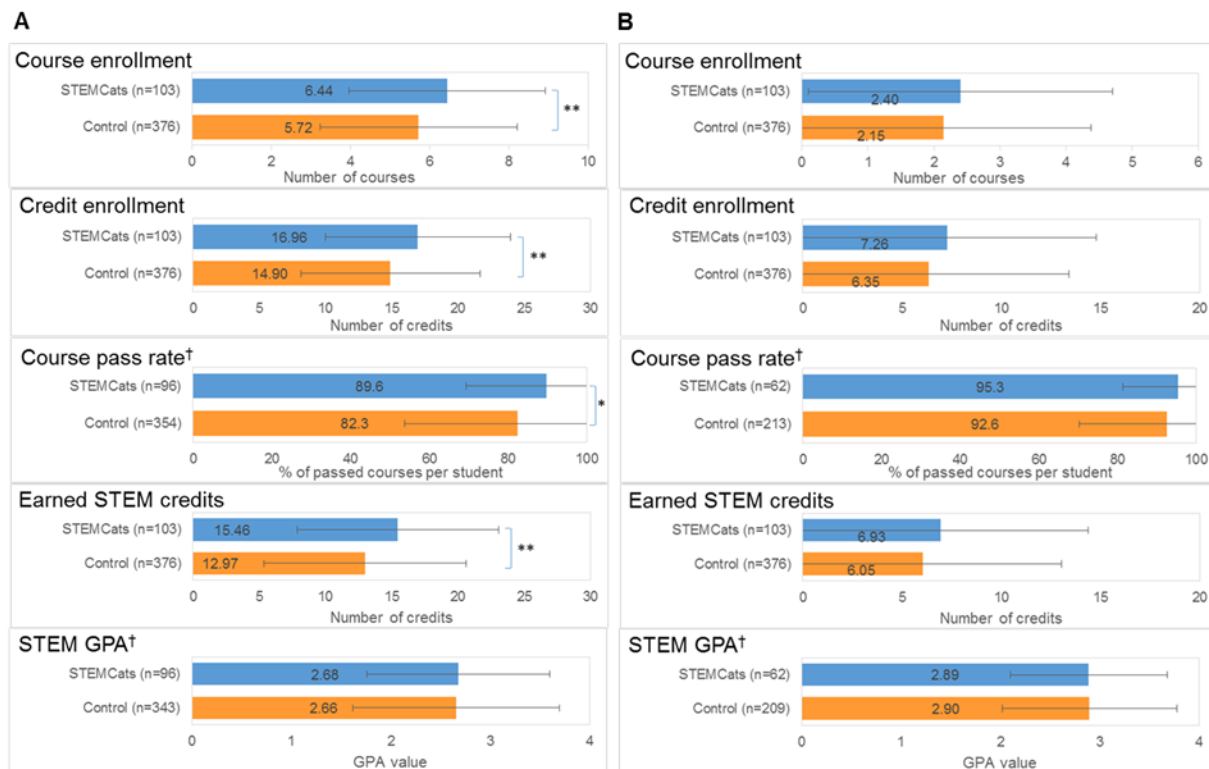 A
Course enrollment
STEMCats (n=103)
6.44
**
Control (n=376)
5.72
0 2 4 6 8 10
Number of courses
Credit enrollment
STEMCats (n=103)
16.96
**
Control (n=376)
14.90
0 5 10 15 20 25 30
Number of credits
Course pass rate†
STEMCats (n=96)
89.6
*
Control (n=354)
82.3
0 20 40 60 80 100
% of passed courses per student
Earned STEM credits
STEMCats (n=103)
15.46
**
Control (n=376)
12.97
0 5 10 15 20 25 30
Number of credits
STEM GPA†
STEMCats (n=96)
2.68
Control (n=343)
2.66
0 1 2 3 4
GPA value
B
Course enrollment
STEMCats (n=103)
2.40
Control (n=376)
2.15
0 1 2 3 4 5 6
Number of courses
Credit enrollment
STEMCats (n=103)
7.26
Control (n=376)
6.35
0 5 10 15 20
Number of credits
Course pass rate†
STEMCats (n=62)
95.3
Control (n=213)
92.6
0 20 40 60 80 100
% of passed courses per student
Earned STEM credits
STEMCats (n=103)
6.93
Control (n=376)
6.05
0 5 10 15 20
Number of credits
STEM GPA†
STEMCats (n=62)
2.89
Control (n=209)
2.90
0 1 2 3 4
GPA value